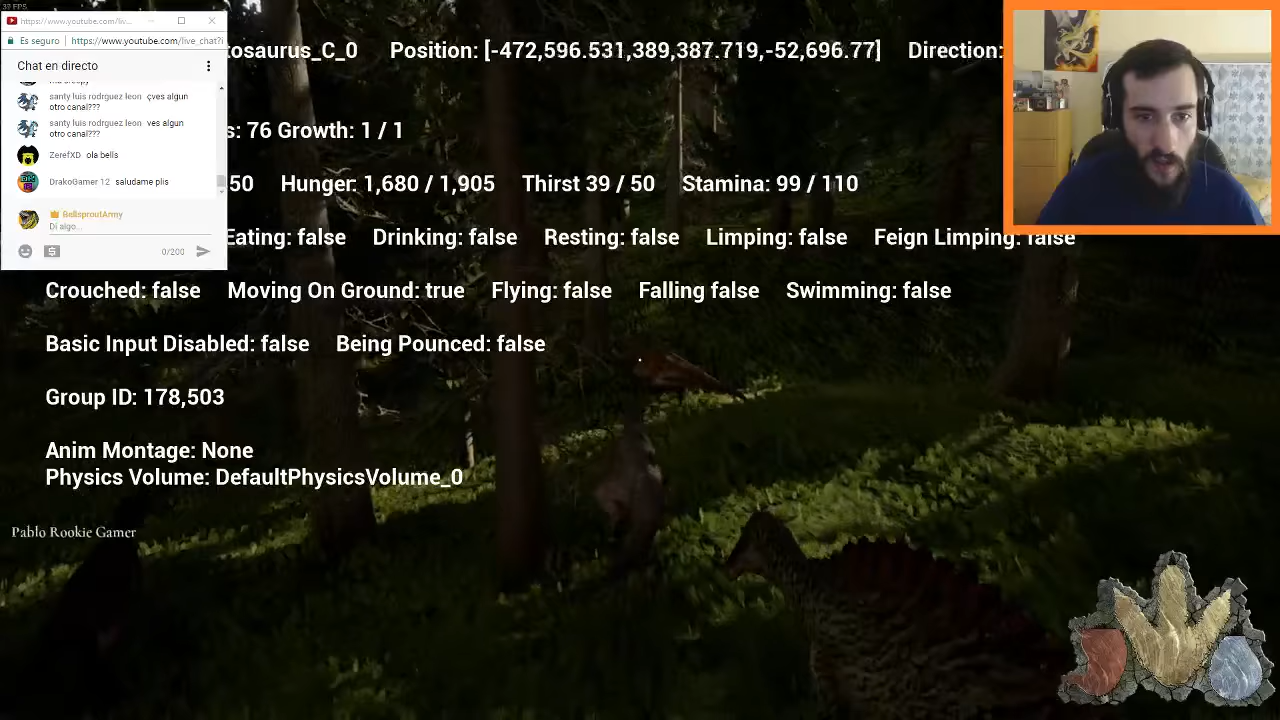 37 FPS
https://www.youtube.com/liv...
Es seguro | https://www.youtube.com/live_chat?i
Chat en directo
santy luis rodrguez leon çves algun
otro canal???
santy luis rodrguez leon ves algun
otro canal???
ZerefXD ola bells
DrakoGamer 12 saludame plis
BellsproutArmy
Di algo...
0/200
tosaurus_C_0 Position: [-472,596.531,389,387.719,-52,696.77] Direction:
s: 76 Growth: 1 / 1
50 Hunger: 1,680 / 1,905 Thirst 39 / 50 Stamina: 99 / 110
Eating: false Drinking: false Resting: false Limping: false Feign Limping: false
Crouched: false Moving On Ground: true Flying: false Falling false Swimming: false
Basic Input Disabled: false Being Pounced: false
Group ID: 178,503
Anim Montage: None
Physics Volume: DefaultPhysicsVolume_0
Pablo Rookie Gamer